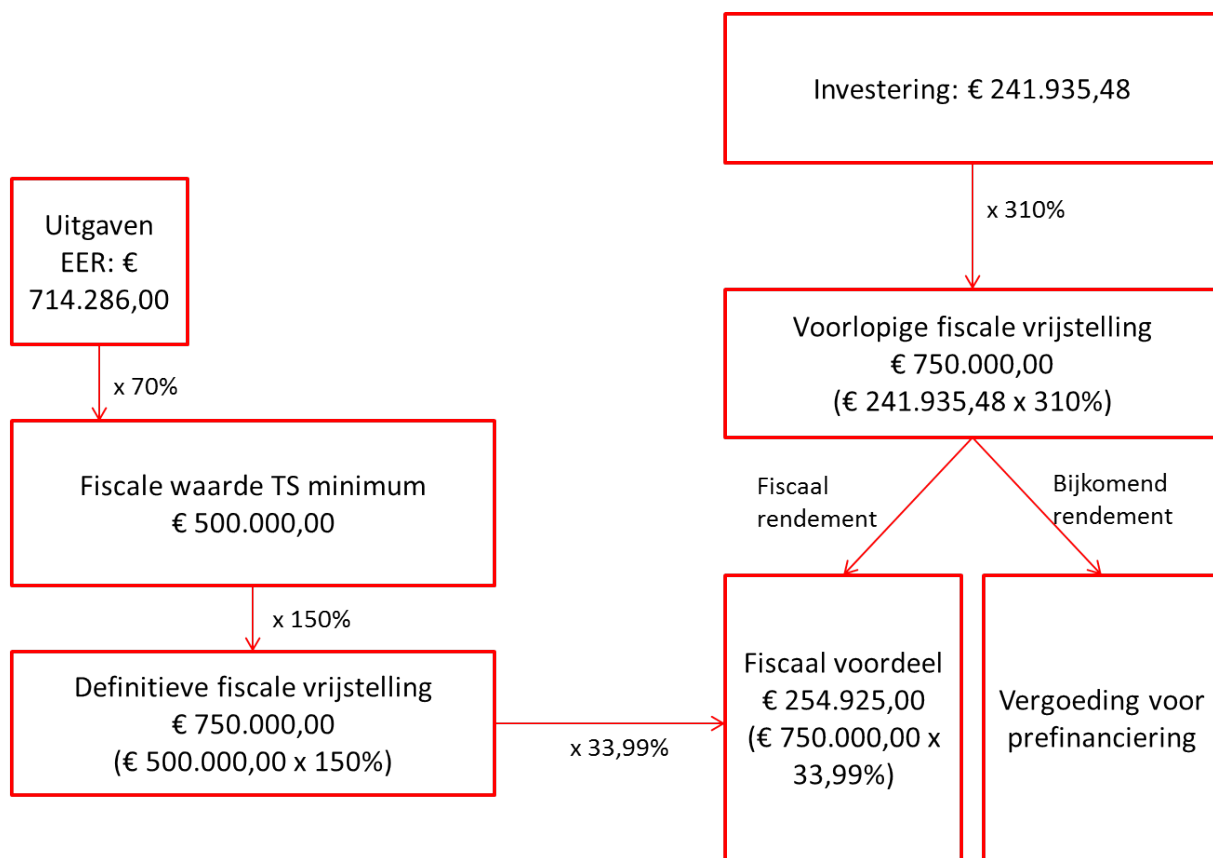 Investering: € 241.935,48
x 310%
Uitgaven
EER: €
714.286,00
x 70%
Voorlopige fiscale vrijstelling
€ 750.000,00
(€ 241.935,48 x 310%)
Fiscale waarde TS minimum
€ 500.000,00
Fiscaal
rendement
Bijkomend
rendement
x 150%
Definitieve fiscale vrijstelling
€ 750.000,00
(€ 500.000,00 x 150%)
x 33,99%
Fiscaal voordeel
€ 254.925,00
(€ 750.000,00 x
33,99%)
Vergoeding voor
prefinanciering